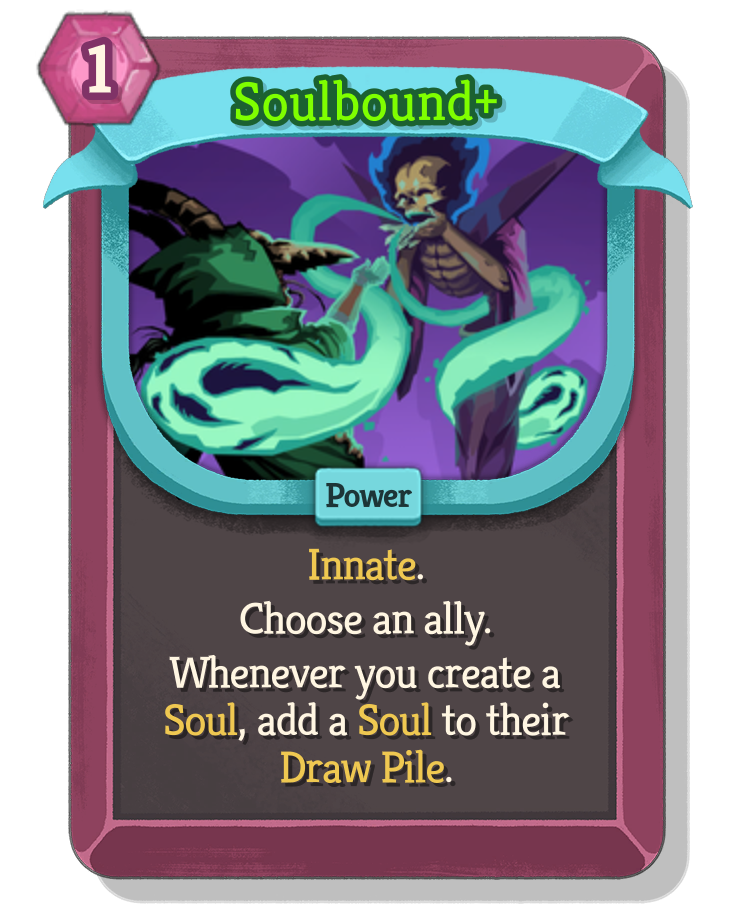 1
Soulbound+
Power
Innate.
Choose an ally.
Whenever you create a
Soul, add a Soul to their
Draw Pile.